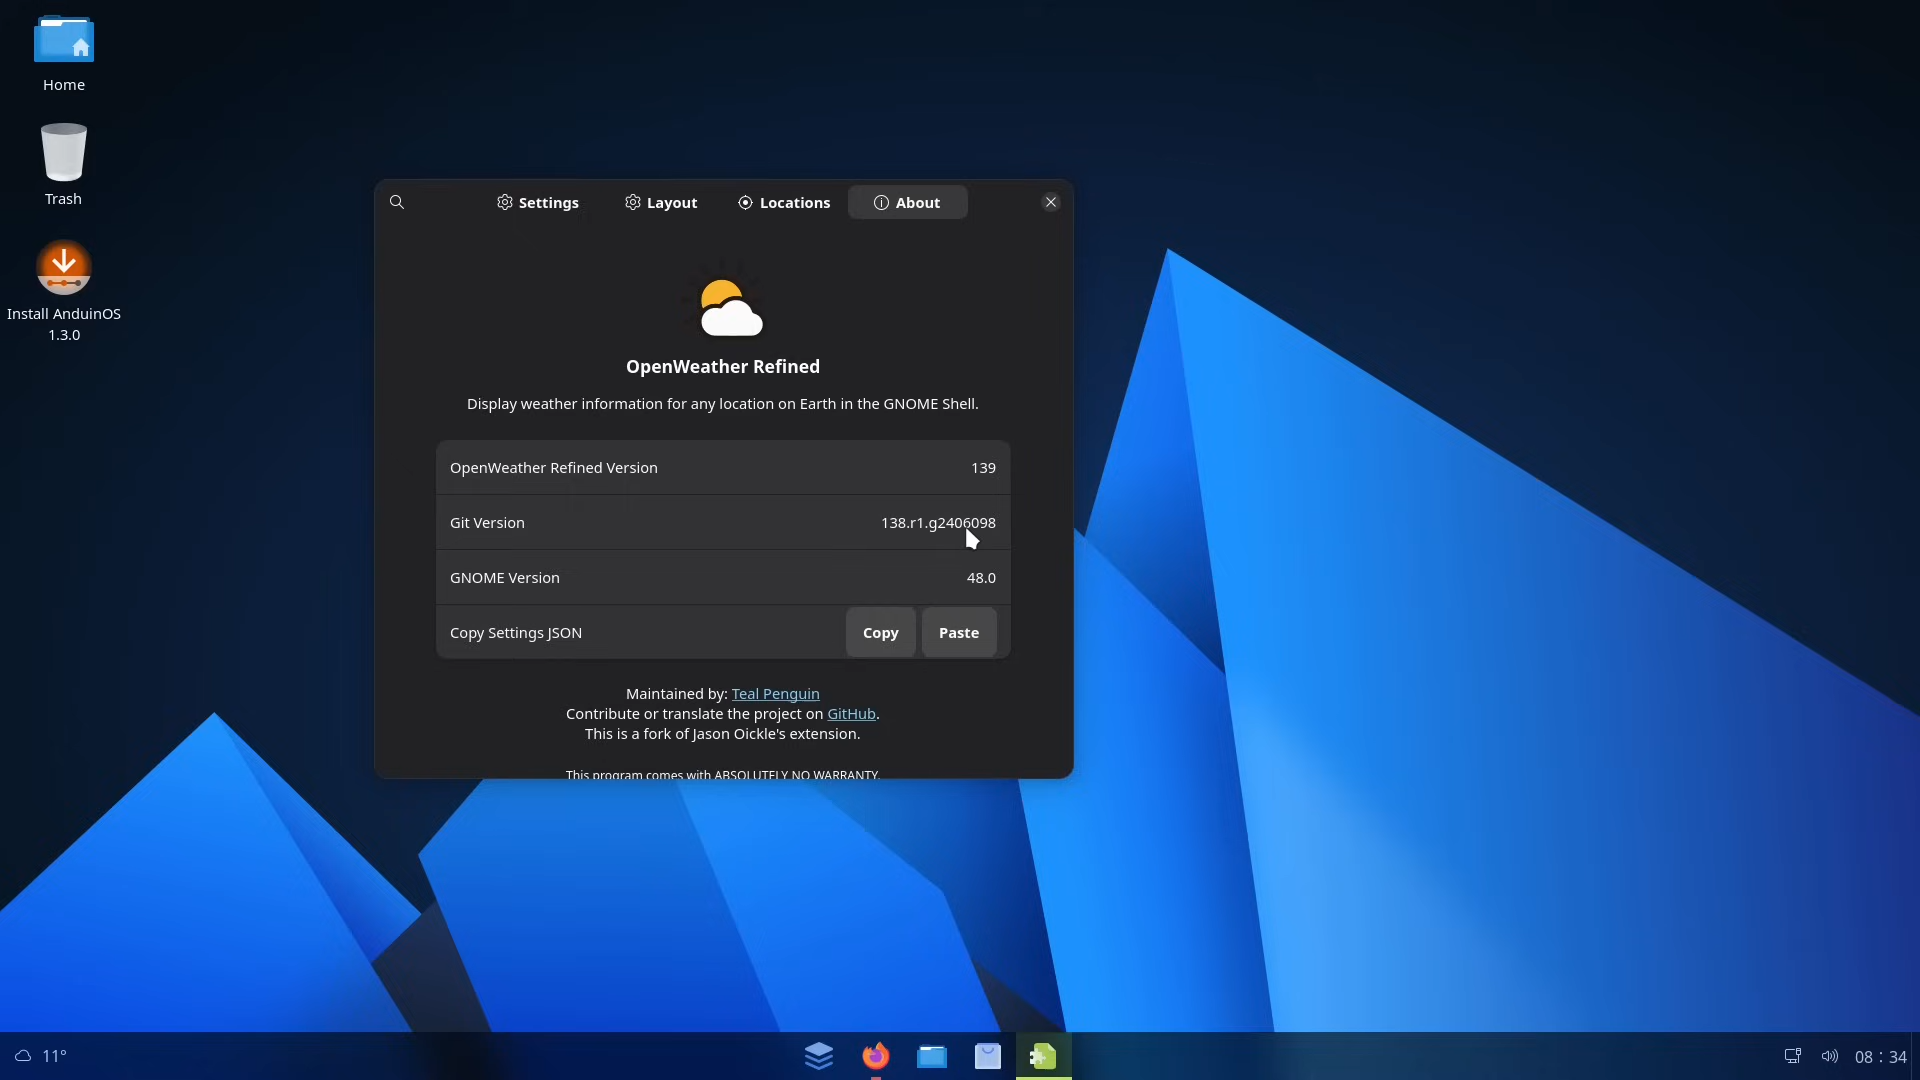 Home
Trash
Install AnduinOS
1.3.0
Settings
Layout
Locations
About
OpenWeather Refined
Display weather information for any location on Earth in the GNOME Shell.
OpenWeather Refined Version 139
Git Version 138.r1.g2406098
GNOME Version 48.0
Copy Settings JSON Copy Paste
Maintained by: Teal Penguin
Contribute or translate the project on GitHub.
This is a fork of Jason Oickle's extension.
This program comes with ABSOLUTELY NO WARRANTY.
11°
08 : 34